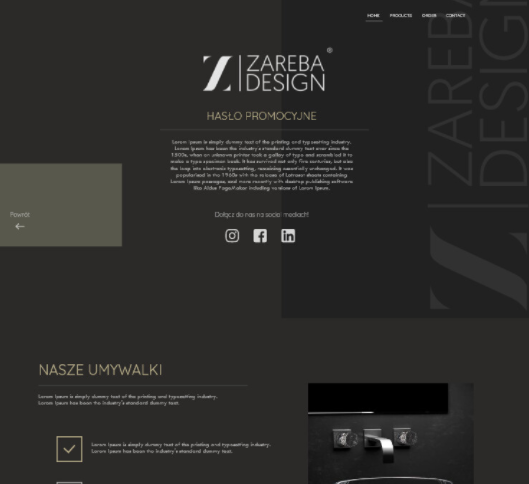 HOME PRODUCTS ORDER CONTACT
ZAREBA
DESIGN
®
ZAREBA
DESIGN
HASŁO PROMOCYJNE
Lorem Ipsum is simply dummy text of the printing and typesetting industry.
Lorem Ipsum has been the industry's standard dummy text ever since the
1500s, when an unknown printer took a galley of type and scrambled it to
make a type specimen book. It has survived not only five centuries, but also
the leap into electronic typesetting, remaining essentially unchanged. It was
popularised in the 1960s with the release of Letraset sheets containing
Lorem Ipsum passages, and more recently with desktop publishing software
like Aldus PageMaker including versions of Lorem Ipsum.
Powrót
Dołącz do nas na social mediach!
NASZE UMYWALKI
Lorem Ipsum is simply dummy text of the printing and typesetting industry.
Lorem Ipsum has been the industry's standard dummy text.
Lorem Ipsum is simply dummy text of the printing and typesetting industry.
Lorem Ipsum has been the industry's standard dummy text.